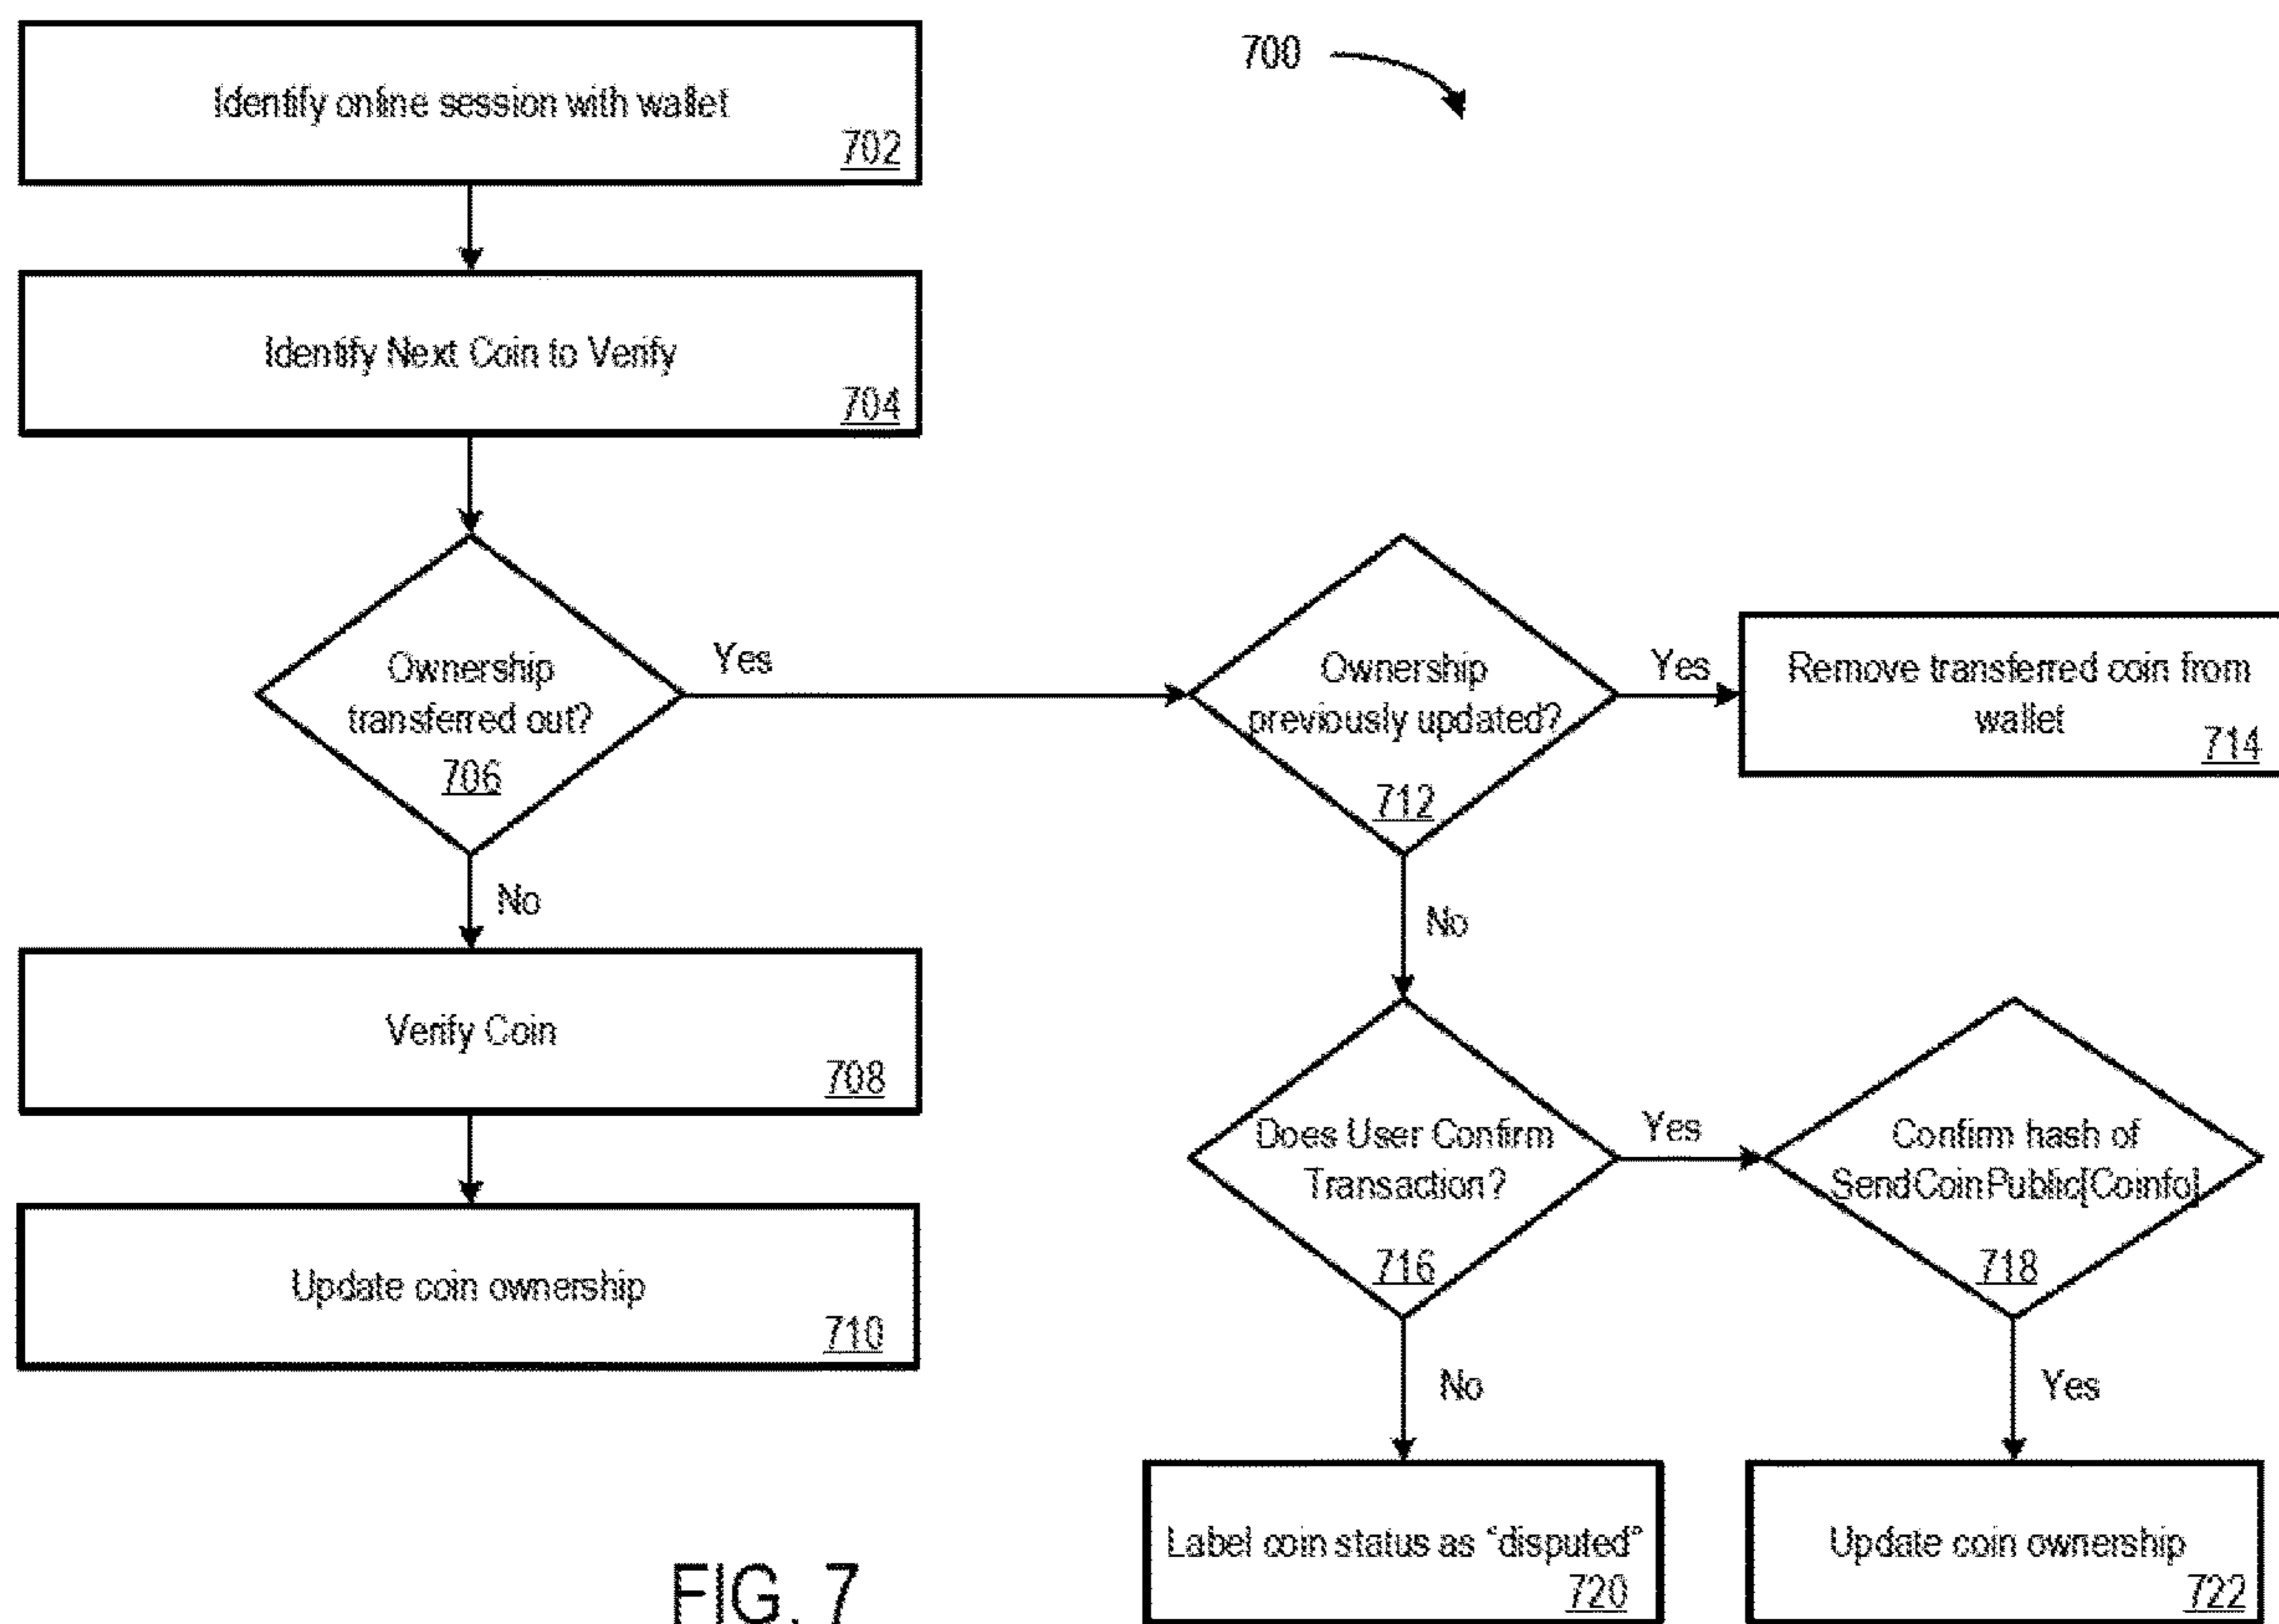 700
Identify online session with wallet
702
Identify Next Coin to Verify
704
Ownership
transferred out?
706
Yes
No
Ownership
previously updated?
712
Yes
No
Remove transferred coin from
wallet
714
Verify Coin
708
Update coin ownership
710
Does User Confirm
Transaction?
716
Yes
No
Confirm hash of
SendCoinPublic[Coinfo]
718
Yes
Label coin status as "disputed"
720
Update coin ownership
722
FIG. 7